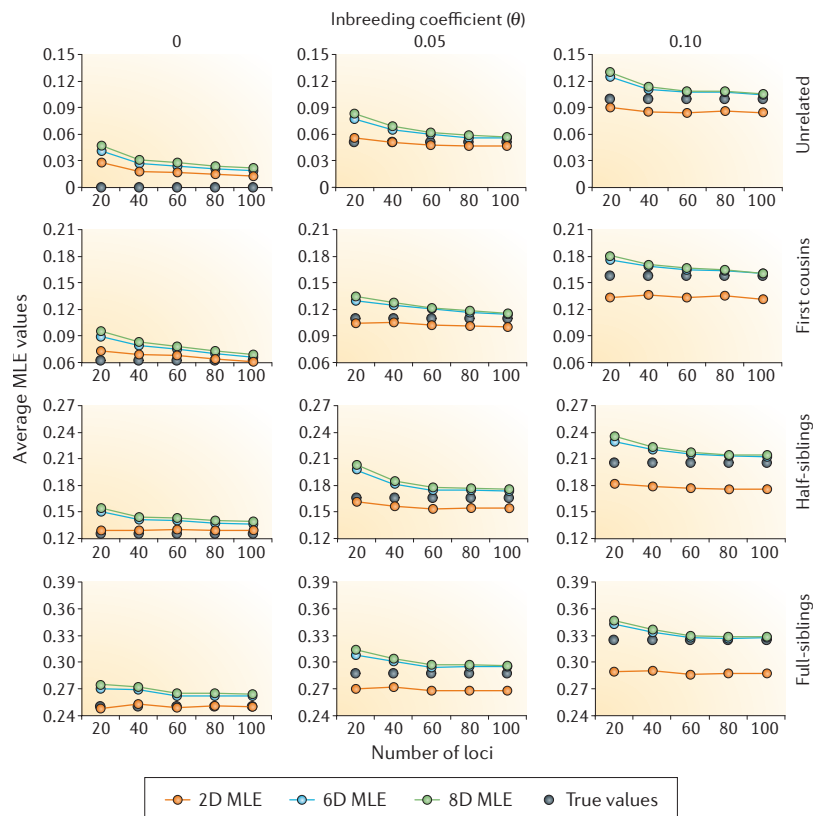 Inbreeding coefficient (θ)
0 0.05 0.10
0.15 0.15 0.15
0.12 0.12 0.12
0.09 0.09 0.09
0.06 0.06 0.06
0.03 0.03 0.03
0 0 0
20 40 60 80 100 20 40 60 80 100 20 40 60 80 100
Unrelated
0.21 0.21 0.21
0.18 0.18 0.18
0.15 0.15 0.15
0.12 0.12 0.12
0.09 0.09 0.09
0.06 0.06 0.06
20 40 60 80 100 20 40 60 80 100 20 40 60 80 100
First cousins
Average MLE values
0.27 0.27 0.27
0.24 0.24 0.24
0.21 0.21 0.21
0.18 0.18 0.18
0.15 0.15 0.15
0.12 0.12 0.12
20 40 60 80 100 20 40 60 80 100 20 40 60 80 100
Half-siblings
0.39 0.39 0.39
0.36 0.36 0.36
0.33 0.33 0.33
0.30 0.30 0.30
0.27 0.27 0.27
0.24 0.24 0.24
20 40 60 80 100 20 40 60 80 100 20 40 60 80 100
Full-siblings
Number of loci
2D MLE 6D MLE 8D MLE True values